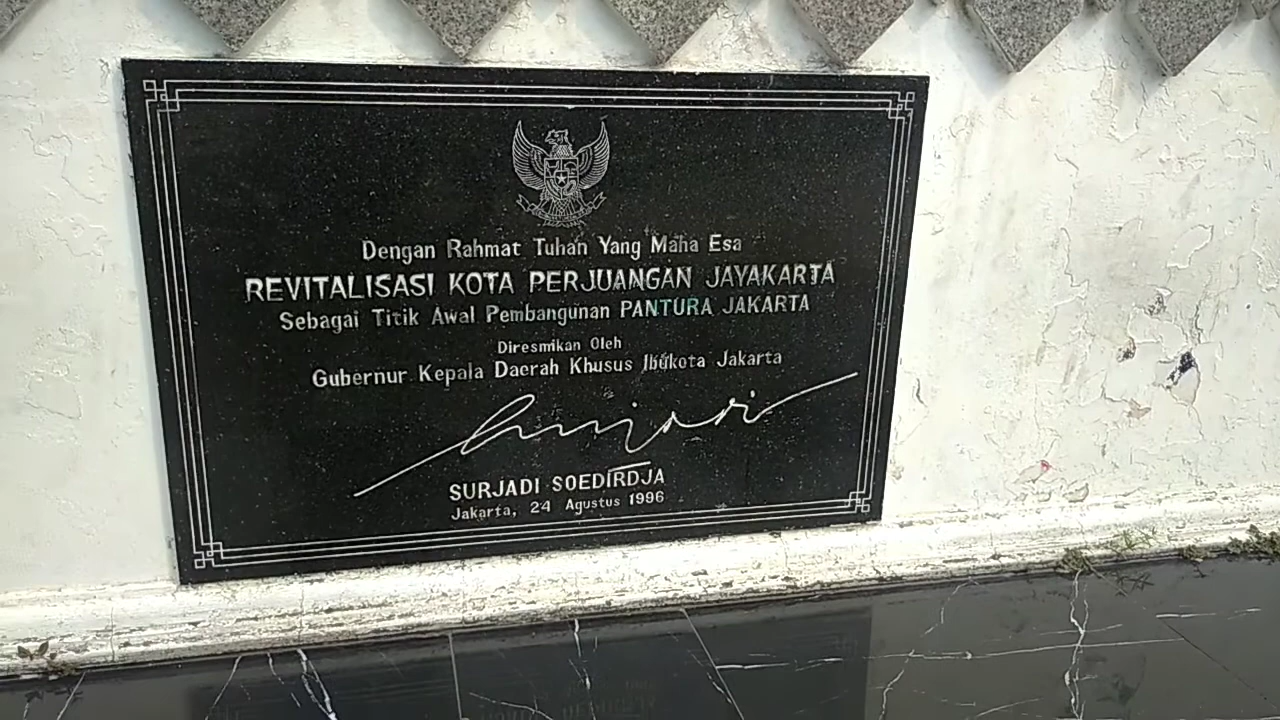 Dengan Rahmat Tuhan Yang Maha Esa
REVITALISASI KOTA PERJUANGAN JAYAKARTA
Sebagai Titik Awal Pembangunan PANTURA JAKARTA
Diresmikan Oleh
Gubernur Kepala Daerah Khusus Ibukota Jakarta
SURJADI SOEDIRDJA
Jakarta, 24 Agustus 1996